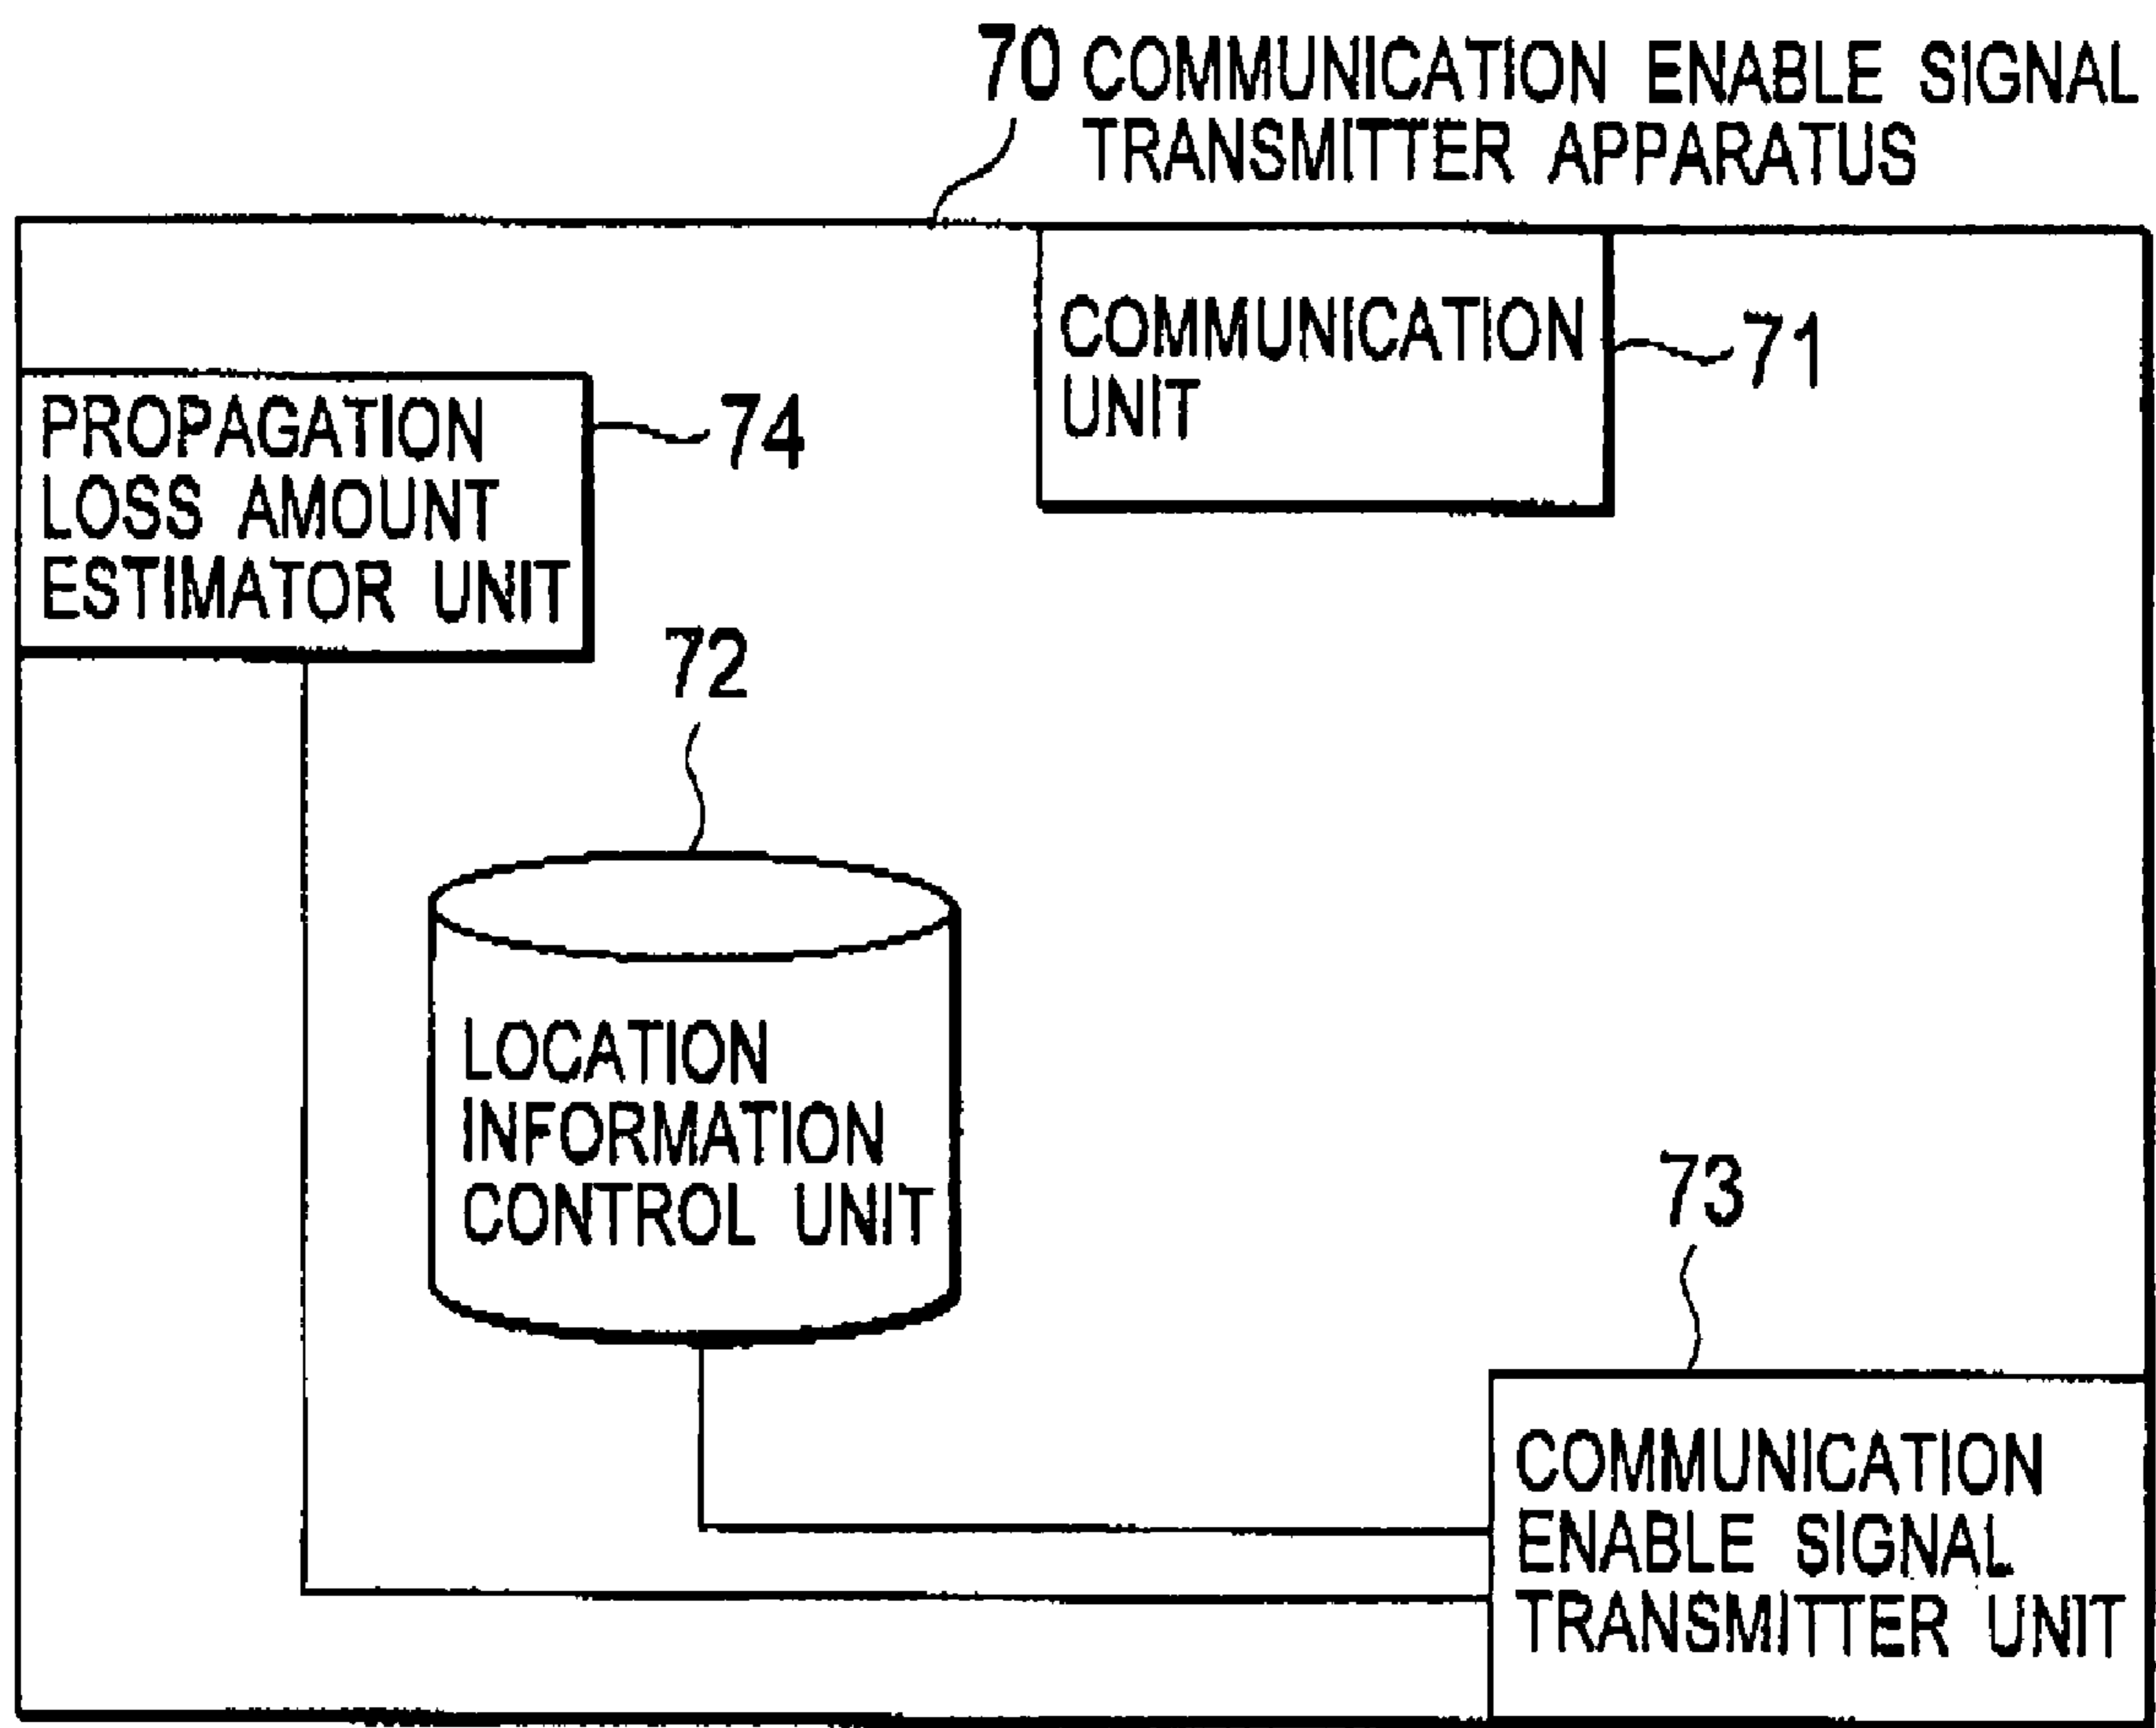 70 COMMUNICATION ENABLE SIGNAL
TRANSMITTER APPARATUS
COMMUNICATION
UNIT
71
PROPAGATION
LOSS AMOUNT
ESTIMATOR UNIT
74
72
LOCATION
INFORMATION
CONTROL UNIT
73
COMMUNICATION
ENABLE SIGNAL
TRANSMITTER UNIT